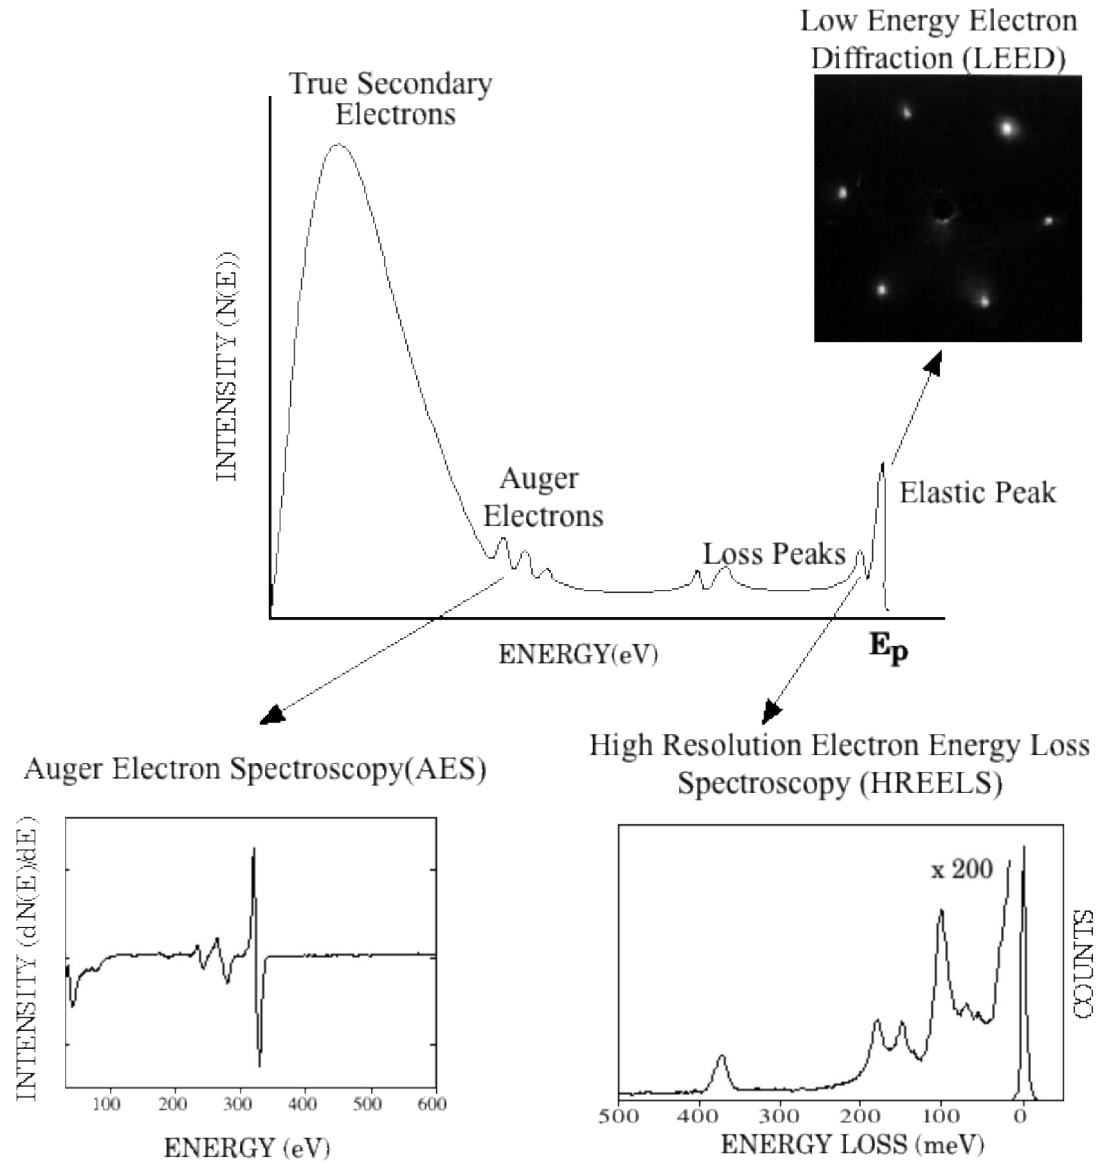 Low Energy Electron
Diffraction (LEED)
True Secondary
Electrons
INTENSITY (N(E))
Auger
Electrons
Loss Peaks
Elastic Peak
ENERGY(eV)
Ep
Auger Electron Spectroscopy(AES)
High Resolution Electron Energy Loss
Spectroscopy (HREELS)
INTENSITY (dN(E)/dE)
100 200 300 400 500 600
ENERGY (eV)
x 200
COUNTS
500 400 300 200 100 0
ENERGY LOSS (meV)